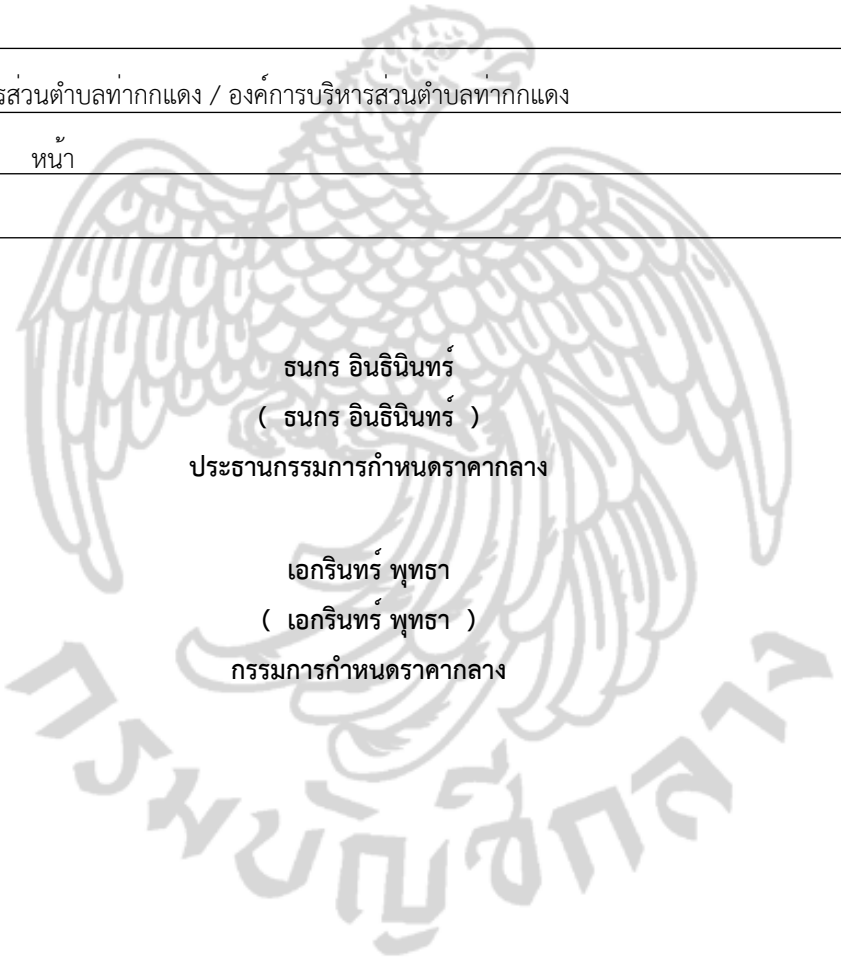 รส่วนตำบลท่ากกแดง / องค์การบริหารส่วนตำบลท่ากกแดง
หน้า
ธนกร อินธินินทร์
( ธนกร อินธินินทร์ )
ประธานกรรมการกำหนดราคากลาง
เอกรินทร์ พุทธา
( เอกรินทร์ พุทธา )
กรรมการกำหนดราคากลาง
กรมบัญชีกลาง